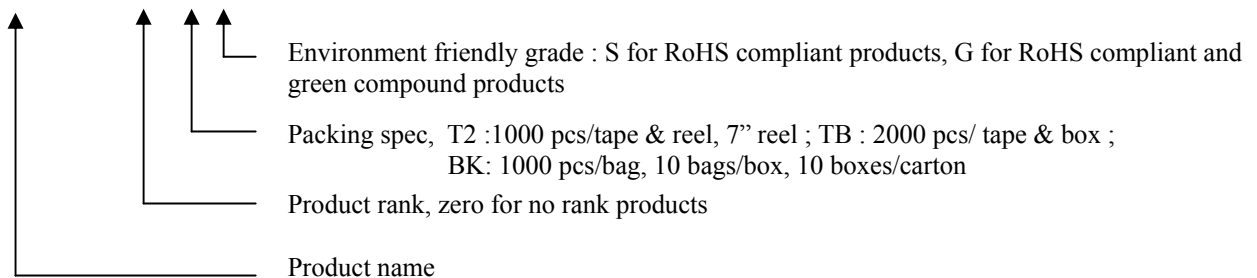 Environment friendly grade : S for RoHS compliant products, G for RoHS compliant and
green compound products
Packing spec, T2 :1000 pcs/tape & reel, 7” reel ; TB : 2000 pcs/ tape & box ;
BK: 1000 pcs/bag, 10 bags/box, 10 boxes/carton
Product rank, zero for no rank products
Product name